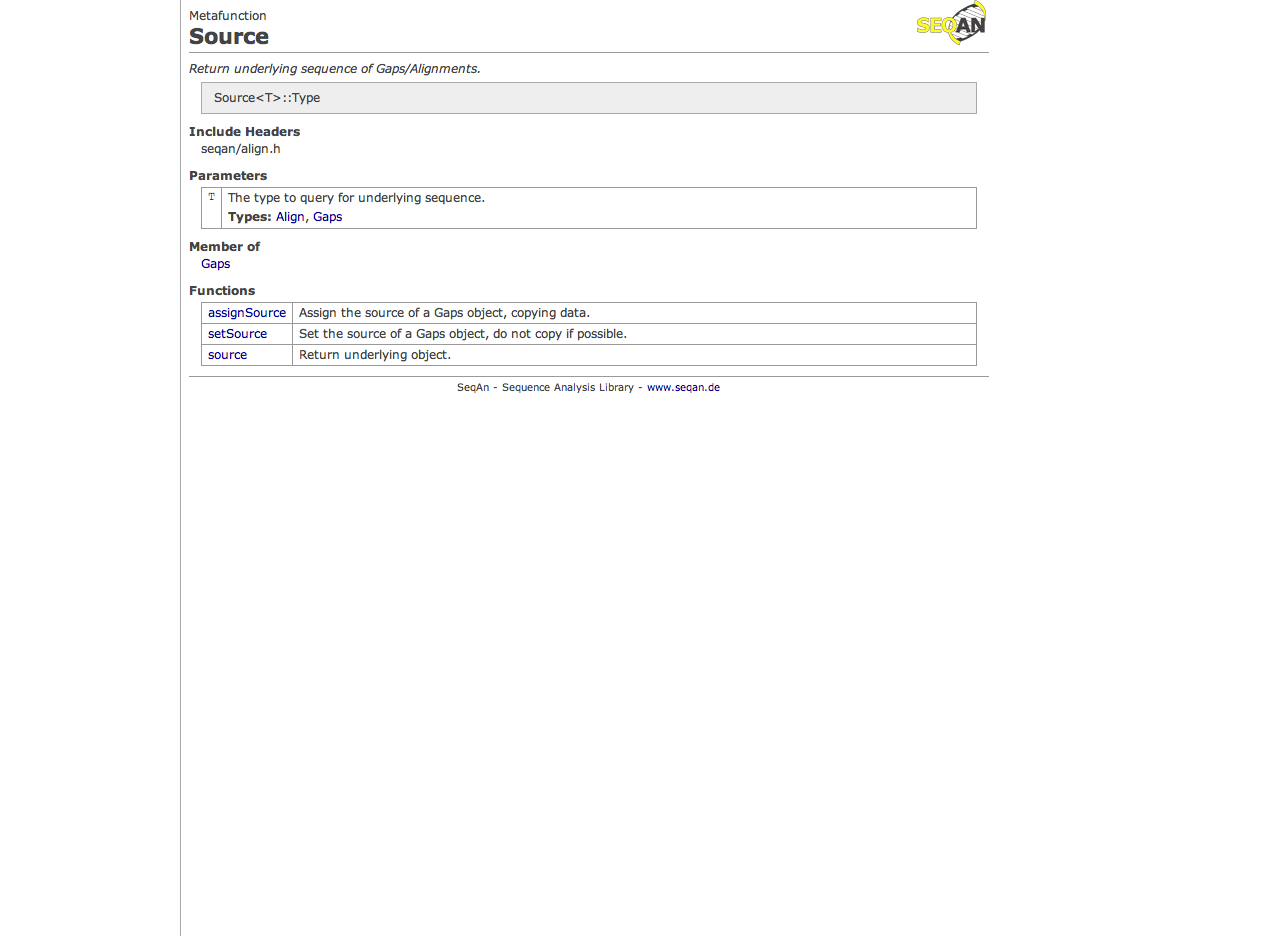 Metafunction
Source
SEQAN
Return underlying sequence of Gaps/Alignments.
Source<T>::Type
Include Headers
seqan/align.h
Parameters
T The type to query for underlying sequence.
Types: Align, Gaps
Member of
Gaps
Functions
assignSource Assign the source of a Gaps object, copying data.
setSource Set the source of a Gaps object, do not copy if possible.
source Return underlying object.
SeqAn - Sequence Analysis Library - www.seqan.de